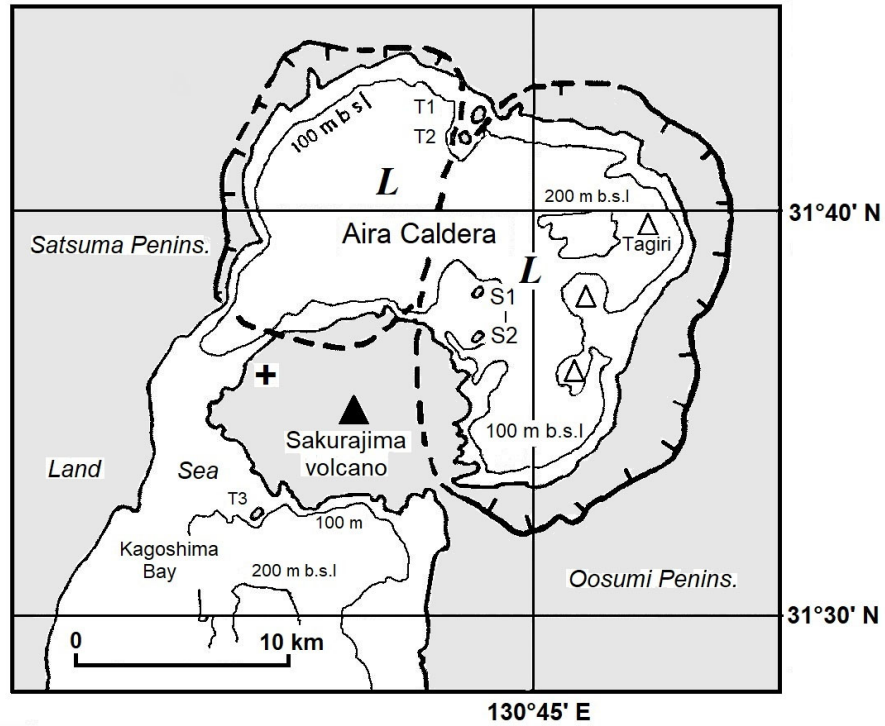 100 m b s l
T1
T2
L
200 m b.s.l
31°40' N
Satsuma Penins.
Aira Caldera
Tagiri
L
S1
S2
Sakurajima
volcano
100 m b.s.l
Land
Sea
T3
100 m
Kagoshima
Bay
200 m b.s.l
Oosumi Penins.
31°30' N
0
10 km
130°45' E